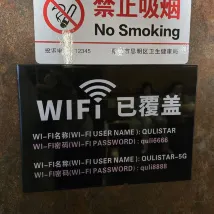 禁止吸烟
No Smoking
12345
WIFi 已覆盖
WI-FI名称(WI-FI USER NAME): QULISTAR
WI-FI密码(WI-FI PASSWORD): quli6666
WI-FI名称(WI-FI USER NAME): QULISTAR-5G
WI-FI密码(WI-FI PASSWORD): quli8888